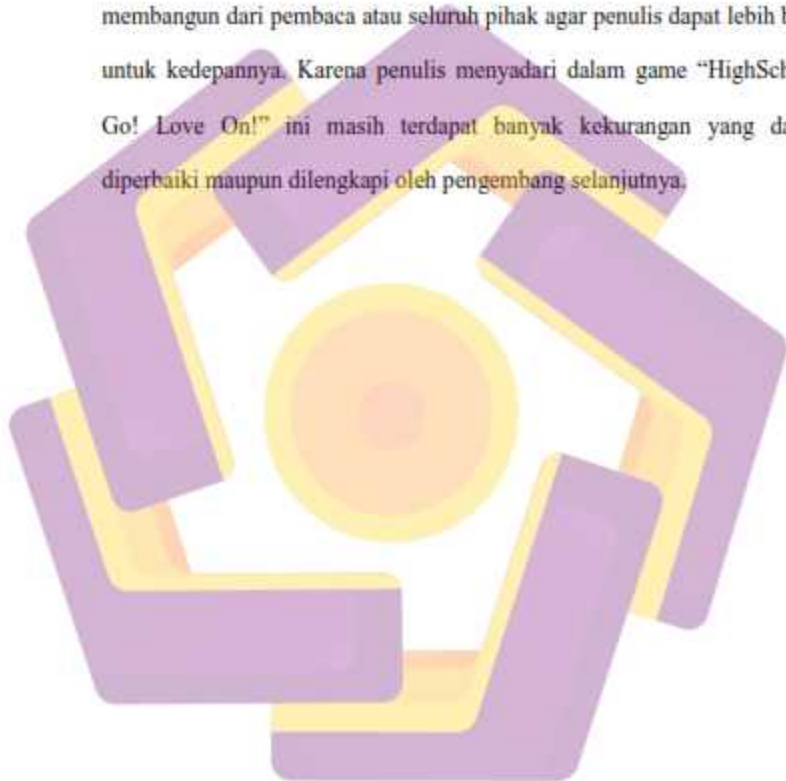 membangun dari pembaca atau seluruh pihak agar penulis dapat lebih
untuk kedepannya. Karena penulis menyadari dalam game “HighSch
Go! Love On!” ini masih terdapat banyak kekurangan yang da
diperbaiki maupun dilengkapi oleh pengembang selanjutnya.